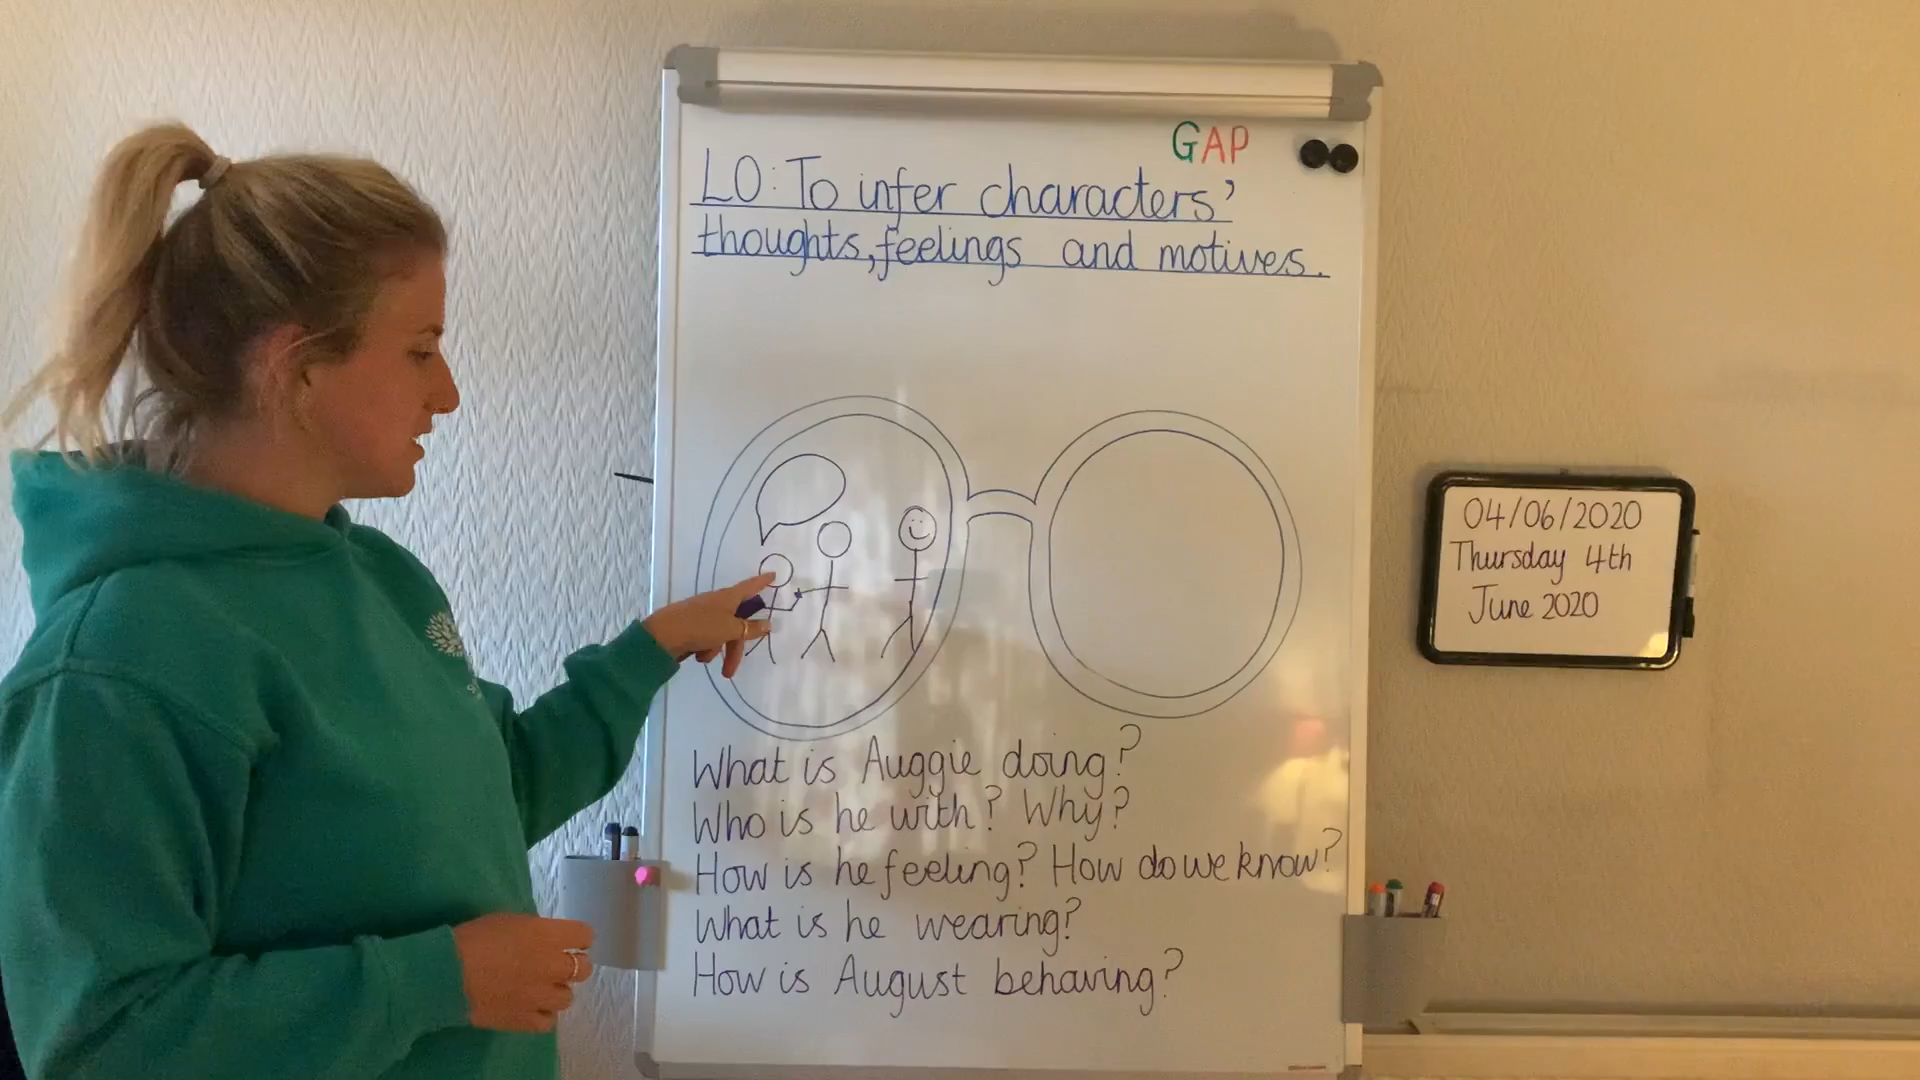 GAP
LO: To infer characters'
thoughts, feelings and motives.
What is Auggie doing?
Who is he with? Why?
How is he feeling? How do we know?
What is he wearing?
How is August behaving?
04/06/2020
Thursday 4th
June 2020